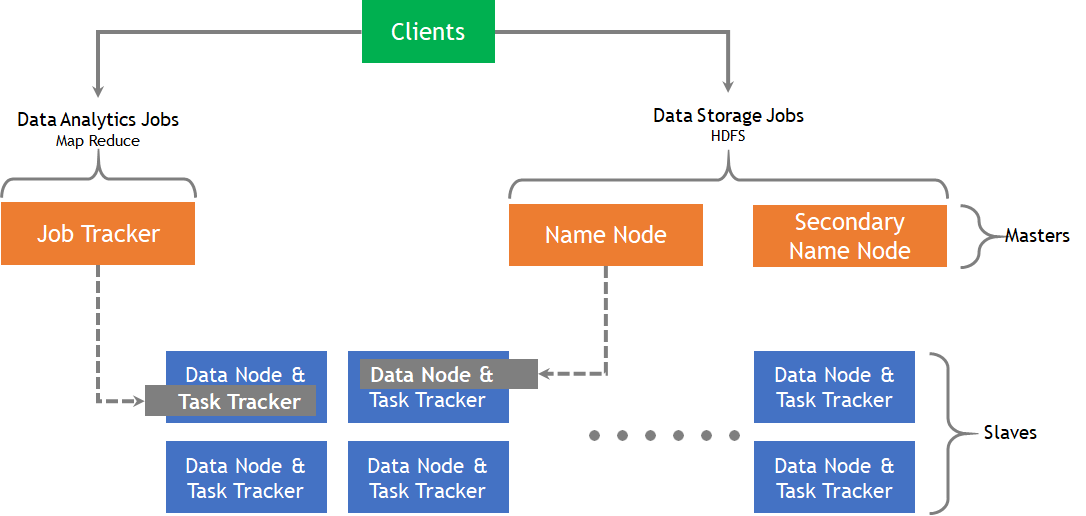 Clients
Data Analytics Jobs
Map Reduce
Data Storage Jobs
HDFS
Job Tracker
Name Node
Secondary
Name Node
Masters
Data Node &
Task Tracker
Data Node &
Task Tracker
Data Node &
Task Tracker
Slaves
Data Node &
Task Tracker
Data Node &
Task Tracker
Data Node &
Task Tracker